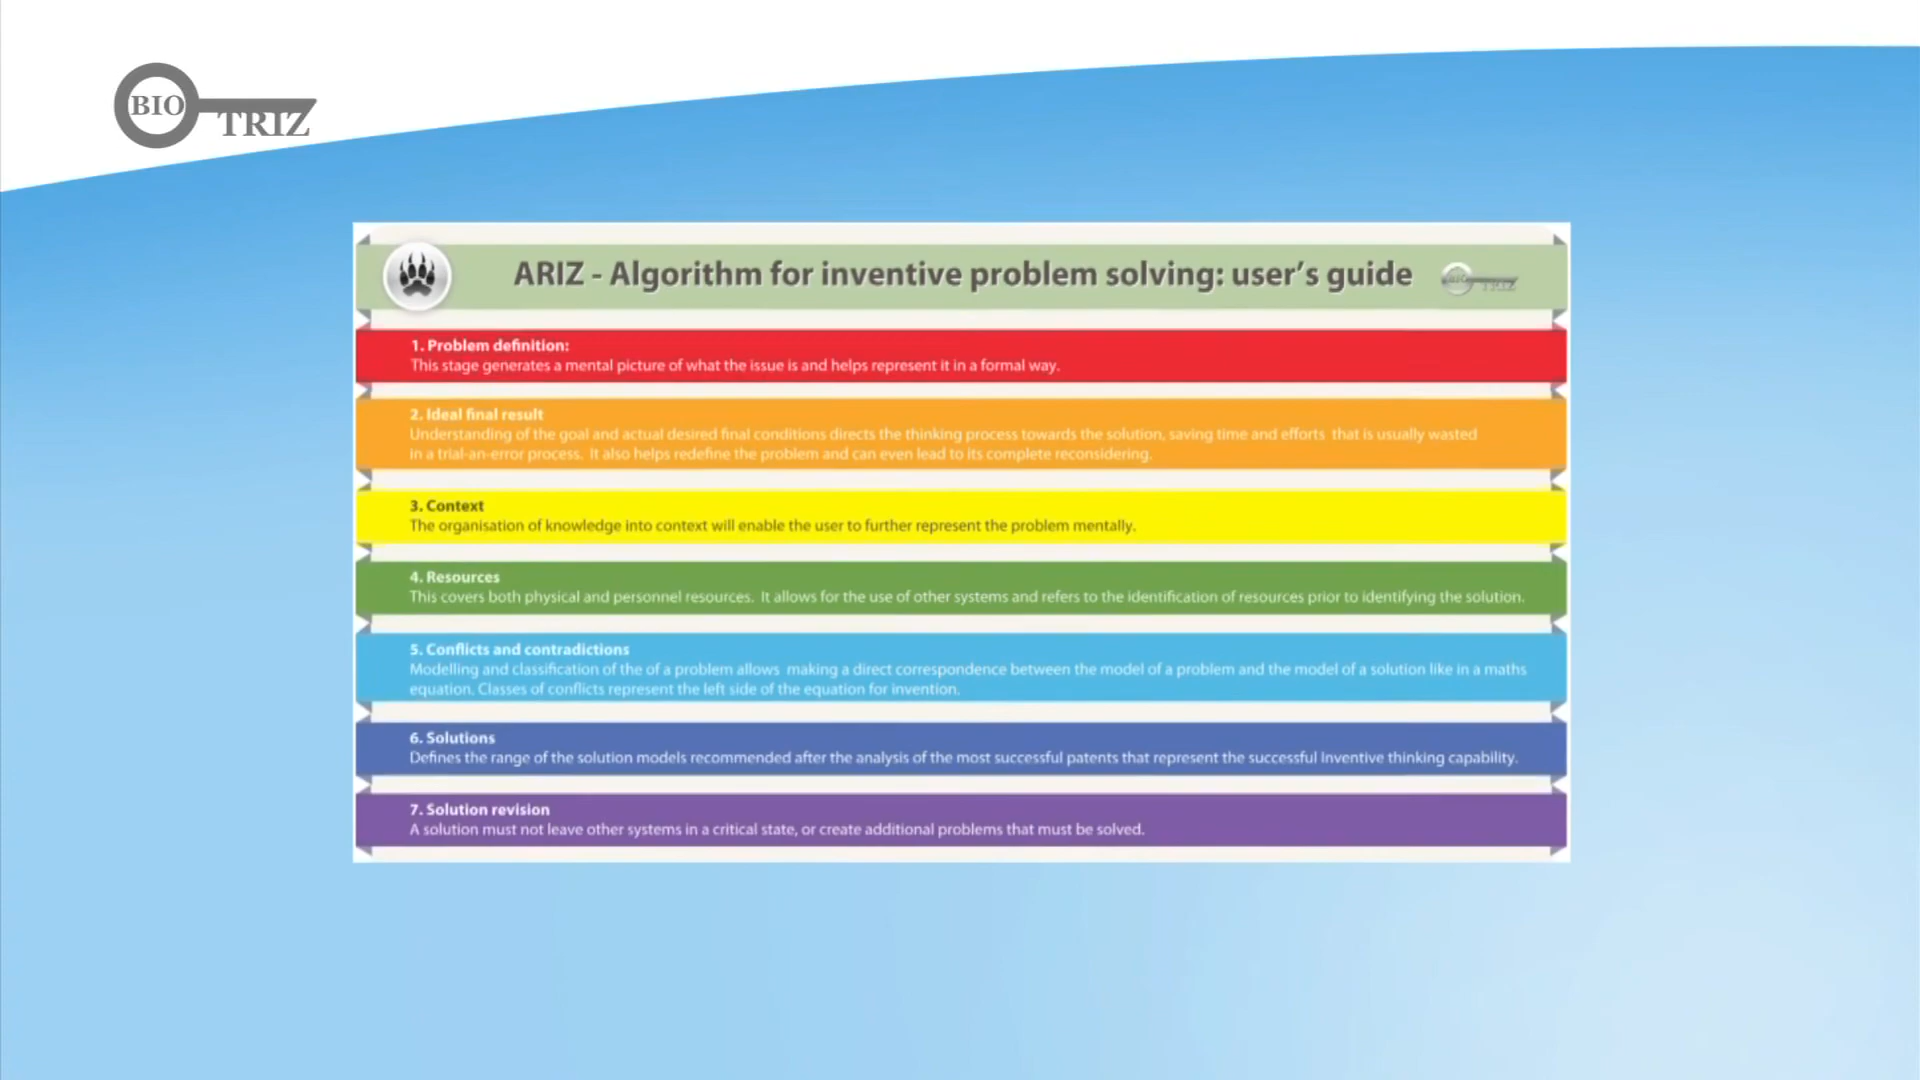 BIO
TRIZ
ARIZ - Algorithm for inventive problem solving: user's guide
BIO
TRIZ
1. Problem definition:
This stage generates a mental picture of what the issue is and helps represent it in a formal way.
2. Ideal final result
Understanding of the goal and actual desired final conditions directs the thinking process towards the solution, saving time and efforts that is usually wasted
in a trial-an-error process. It also helps redefine the problem and can even lead to its complete reconsidering.
3. Context
The organisation of knowledge into context will enable the user to further represent the problem mentally.
4. Resources
This covers both physical and personnel resources. It allows for the use of other systems and refers to the identification of resources prior to identifying the solution.
5. Conflicts and contradictions
Modelling and classification of the of a problem allows making a direct correspondence between the model of a problem and the model of a solution like in a maths
equation. Classes of conflicts represent the left side of the equation for invention.
6. Solutions
Defines the range of the solution models recommended after the analysis of the most successful patents that represent the successful Inventive thinking capability.
7. Solution revision
A solution must not leave other systems in a critical state, or create additional problems that must be solved.